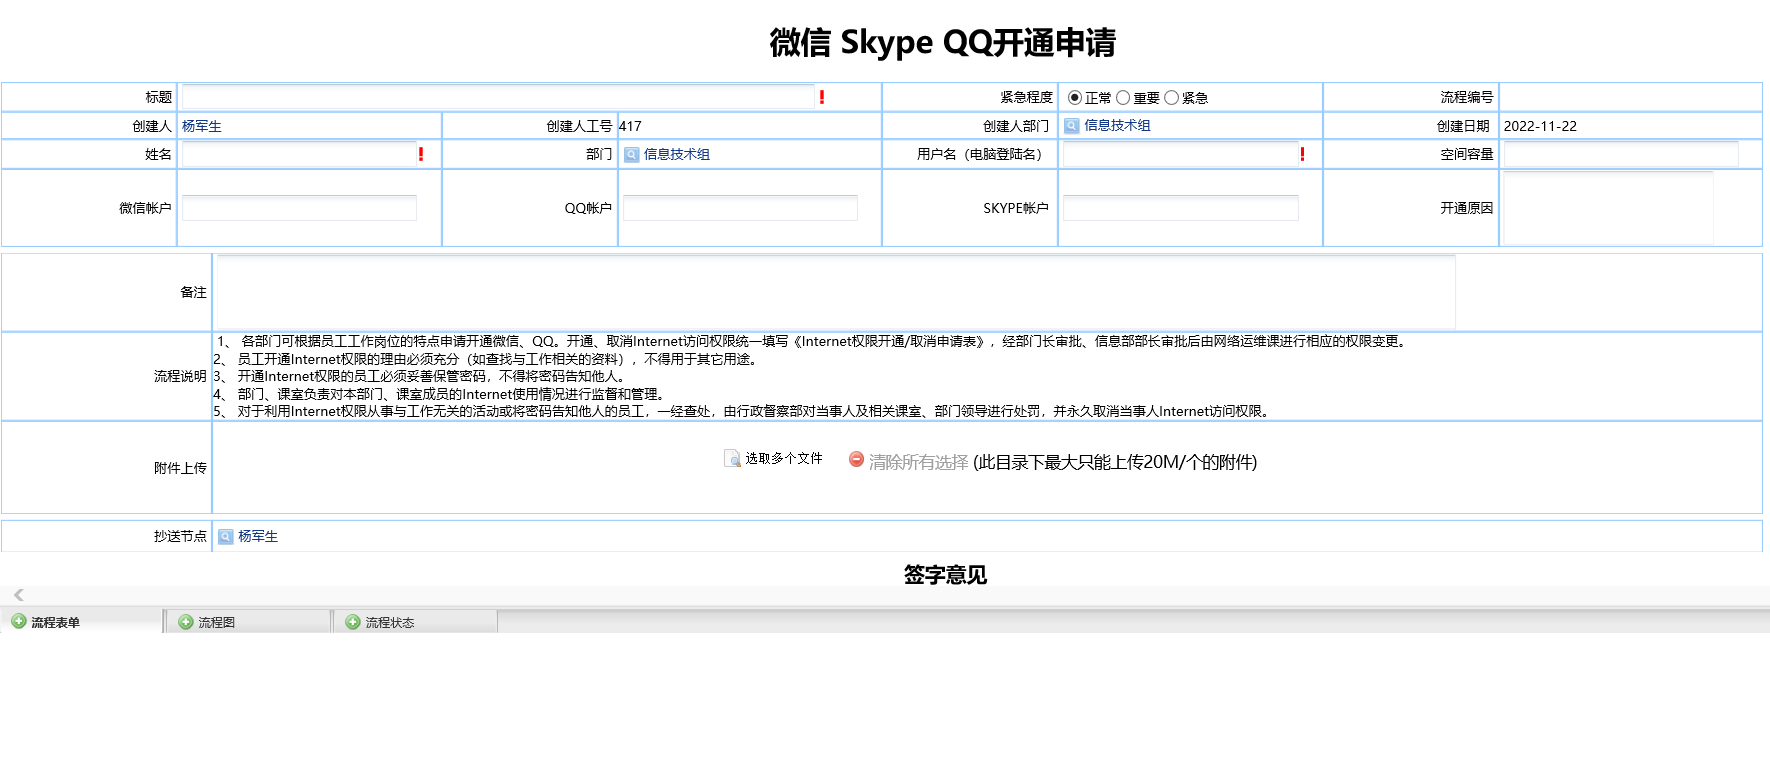 微信 Skype QQ开通申请
标题 ! 紧急程度 正常 重要 紧急 流程编号
创建人 杨军生 创建人工号 417 创建人部门 信息技术组 创建日期 2022-11-22
姓名 ! 部门 信息技术组 用户名（电脑登陆名） ! 空间容量
微信帐户 QQ帐户 SKYPE帐户 开通原因
备注
流程说明
1、 各部门可根据员工工作岗位的特点申请开通微信、QQ。开通、取消Internet访问权限统一填写《Internet权限开通/取消申请表》，经部门长审批、信息部部长审批后由网络运维课进行相应的权限变更。
2、 员工开通Internet权限的理由必须充分（如查找与工作相关的资料），不得用于其它用途。
3、 开通Internet权限的员工必须妥善保管密码，不得将密码告知他人。
4、 部门、课室负责对本部门、课室成员的Internet使用情况进行监督和管理。
5、 对于利用Internet权限从事与工作无关的活动或将密码告知他人的员工，一经查处，由行政督察部对当事人及相关课室、部门领导进行处罚，并永久取消当事人Internet访问权限。
附件上传 选取多个文件 清除所有选择 (此目录下最大只能上传20M/个的附件)
抄送节点 杨军生
签字意见
流程表单 流程图 流程状态